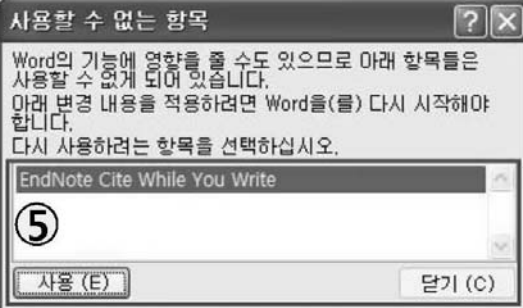 사용할 수 없는 항목
Word의 기능에 영향을 줄 수도 있으므로 아래 항목들은
사용할 수 없게 되어 있습니다.
아래 변경 내용을 적용하려면 Word을(를) 다시 시작해야
합니다.
다시 사용하려는 항목을 선택하십시오.
EndNote Cite While You Write
⑤
사용 (E) 닫기 (C)